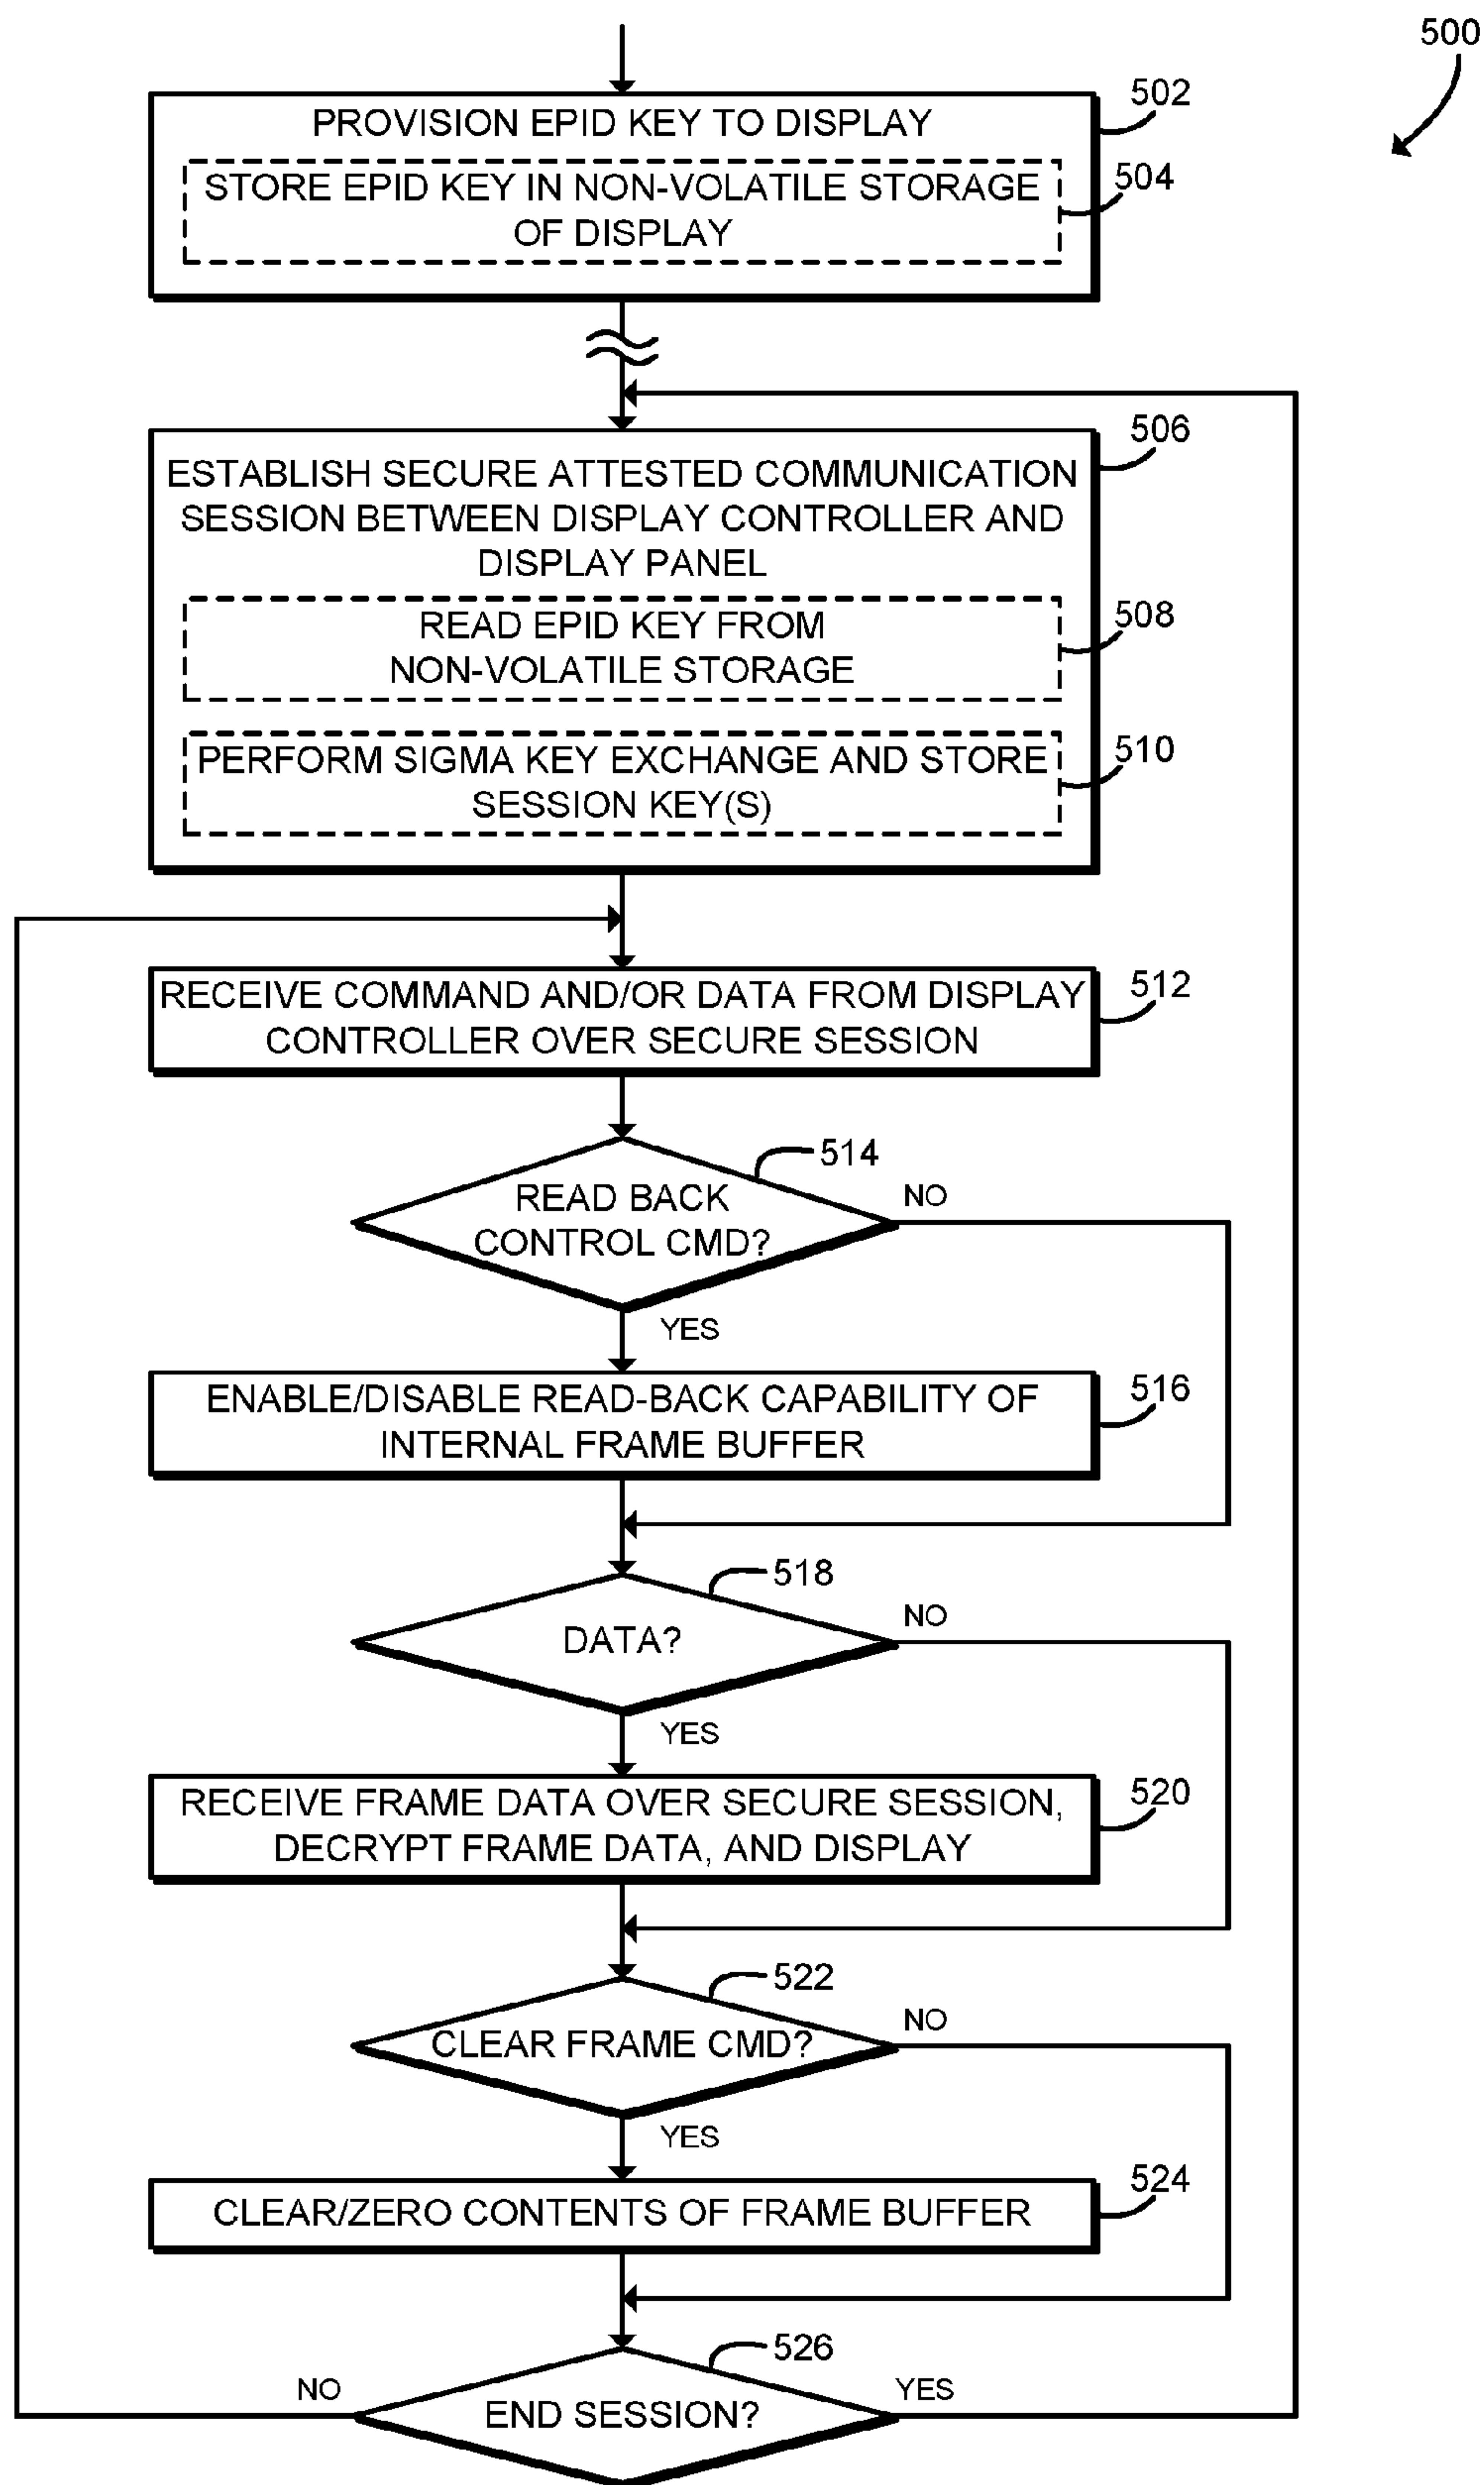 500
PROVISION EPID KEY TO DISPLAY
502
STORE EPID KEY IN NON-VOLATILE STORAGE
OF DISPLAY
504
ESTABLISH SECURE ATTESTED COMMUNICATION
SESSION BETWEEN DISPLAY CONTROLLER AND
DISPLAY PANEL
506
READ EPID KEY FROM
NON-VOLATILE STORAGE
508
PERFORM SIGMA KEY EXCHANGE AND STORE
SESSION KEY(S)
510
RECEIVE COMMAND AND/OR DATA FROM DISPLAY
CONTROLLER OVER SECURE SESSION
512
READ BACK
CONTROL CMD?
514
NO
YES
ENABLE/DISABLE READ-BACK CAPABILITY OF
INTERNAL FRAME BUFFER
516
DATA?
518
NO
YES
RECEIVE FRAME DATA OVER SECURE SESSION,
DECRYPT FRAME DATA, AND DISPLAY
520
CLEAR FRAME CMD?
522
NO
YES
CLEAR/ZERO CONTENTS OF FRAME BUFFER
524
END SESSION?
526
NO
YES